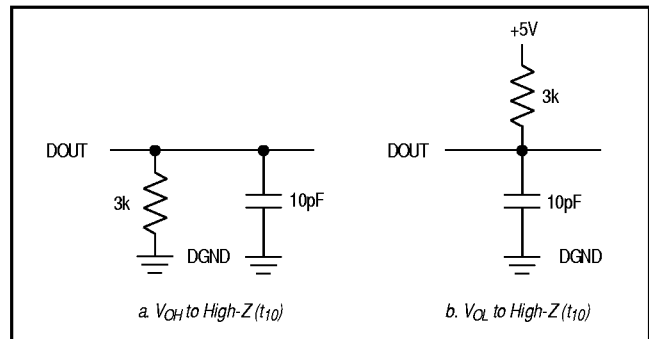 +5V
3k
DOUT
DOUT
3k
10pF
10pF
DGND
DGND
a. VOH to High-Z (t10)
b. VOL to High-Z (t10)